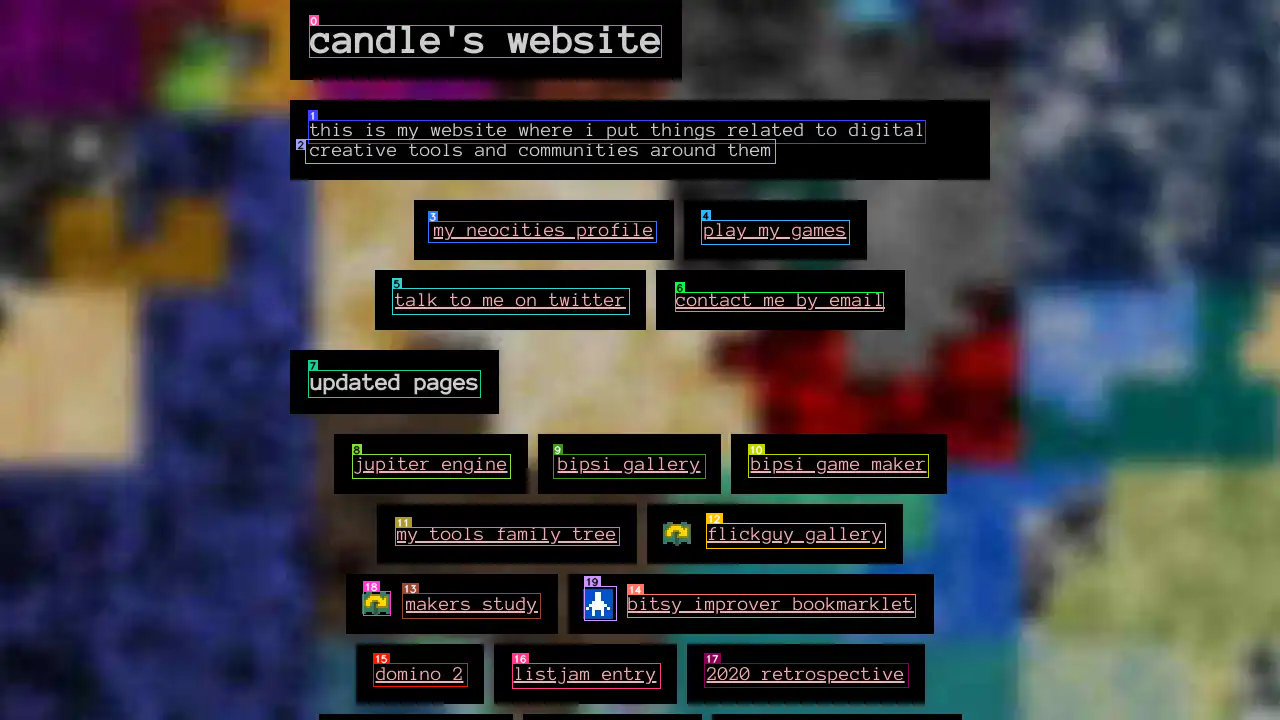 candle's website
this is my website where i put things related to digital
creative tools and communities around them
my neocities profile
play my games
talk to me on twitter
contact me by email
updated pages
jupiter engine
bipsi gallery
bipsi game maker
my tools family tree
flickguy gallery
makers study
bitsy improver bookmarklet
domino 2
listjam entry
2020 retrospective
0
1
2
3
4
5
6
7
8
9
10
11
12
13
14
15
16
17
18
19